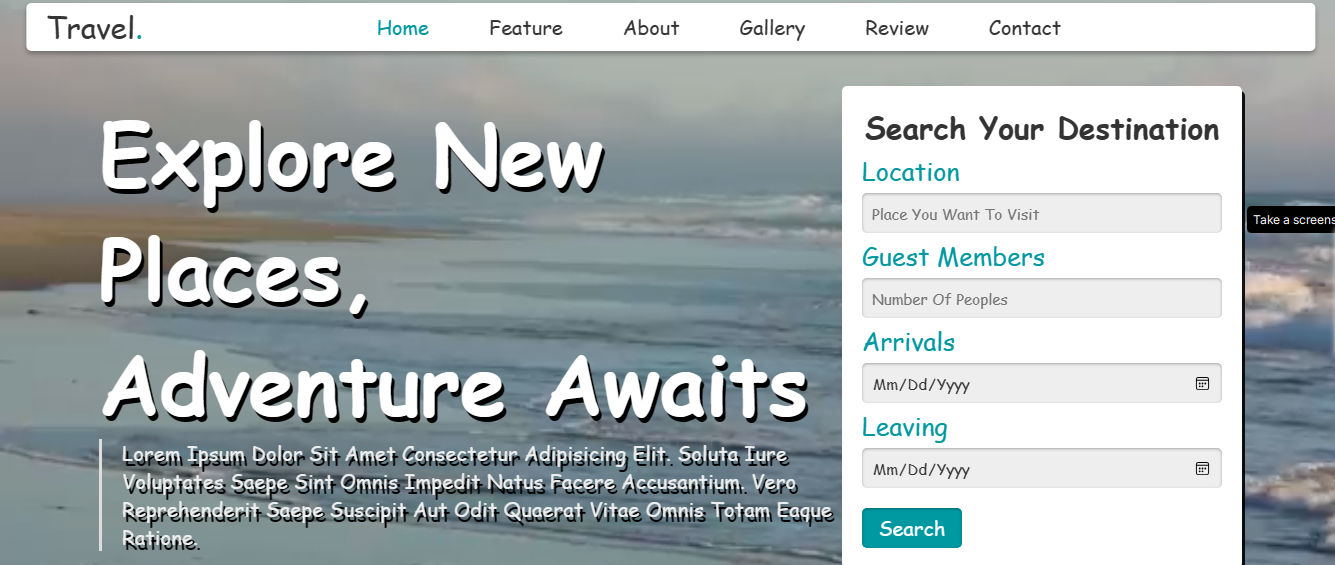 Travel.
Home Feature About Gallery Review Contact
Explore New
Places,
Adventure Awaits
Lorem Ipsum Dolor Sit Amet Consectetur Adipisicing Elit. Soluta Iure
Voluptates Saepe Sint Omnis Impedit Natus Facere Accusantium. Vero
Reprehenderit Saepe Suscipit Aut Odit Quaerat Vitae Omnis Totam Eaque
Ratione.
Search Your Destination
Location
Place You Want To Visit
Guest Members
Number Of Peoples
Arrivals
Mm/Dd/Yyyy
Leaving
Mm/Dd/Yyyy
Search
Take a screens